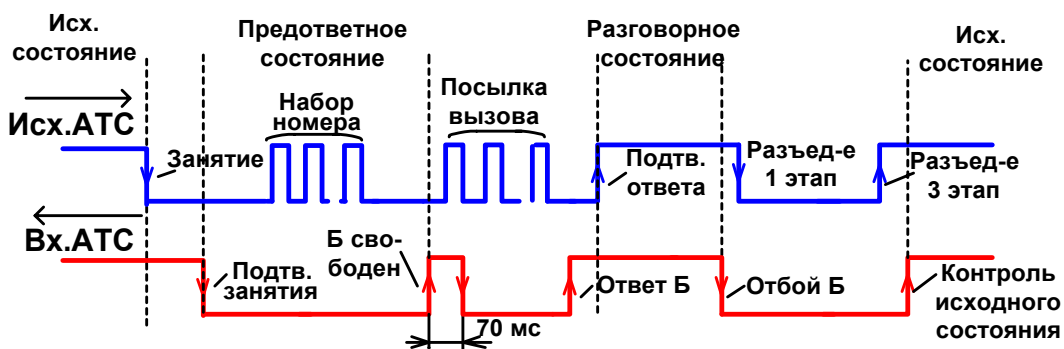 Исх.
состояние
Предответное
состояние
Разговорное
состояние
Исх.
состояние
Исх.АТС
Занятие
Набор
номера
Посылка
вызова
Подтв.
ответа
Разъед-е
1 этап
Разъед-е
3 этап
Вх.АТС
Подтв.
занятия
Б сво-
боден
70 мс
Ответ Б
Отбой Б
Контроль
исходного
состояния